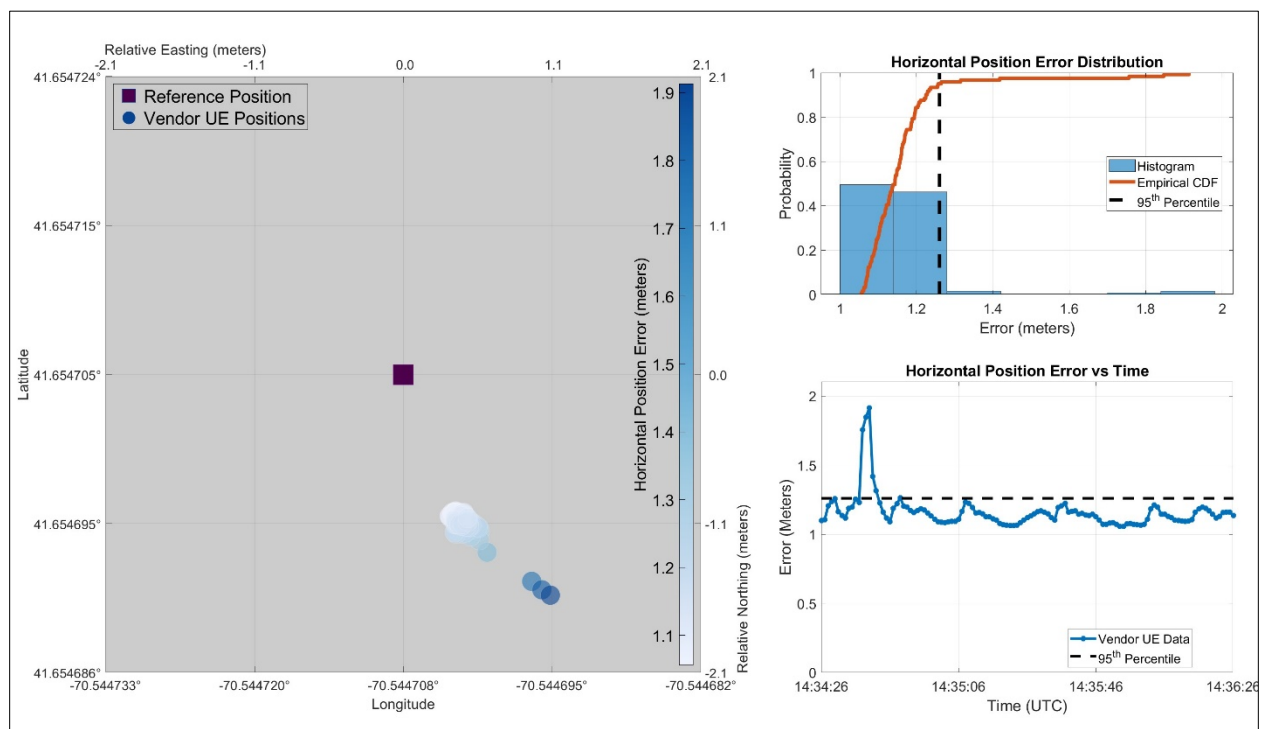 Relative Easting (meters)
-2.1 -1.1 0.0 1.1 2.1
41.654724° 2.1
Reference Position
Vendor UE Positions
41.654715° 1.1
41.654705° 0.0
41.654695° -1.1
41.654686° -2.1
Latitude
-70.544733° -70.544720° -70.544708° -70.544695° -70.544682°
Longitude
Horizontal Position Error (meters)
1.9
1.8
1.7
1.6
1.5
1.4
1.3
1.2
1.1
Relative Northing (meters)
Horizontal Position Error Distribution
1
0.8
0.6
0.4
0.2
0
Probability
Histogram
Empirical CDF
95th Percentile
1 1.2 1.4 1.6 1.8 2
Error (meters)
Horizontal Position Error vs Time
2
1.5
1
0.5
0
Error (Meters)
Vendor UE Data
95th Percentile
14:34:26 14:35:06 14:35:46 14:36:26
Time (UTC)